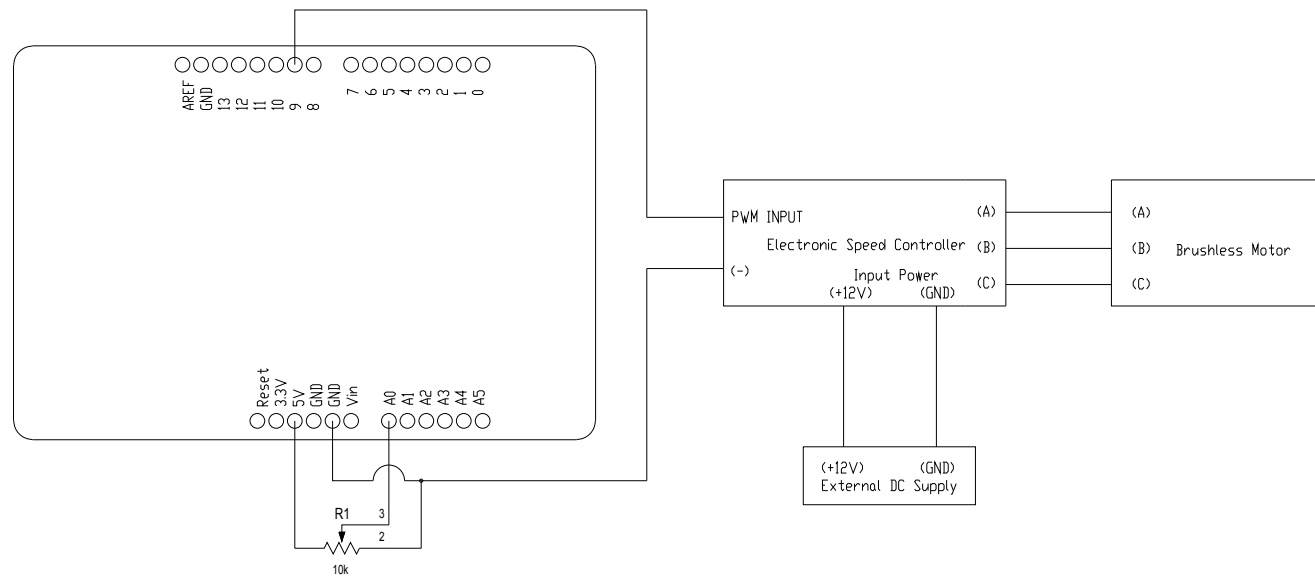 AREF
GND
13
12
11
10
9
8
7
6
5
4
3
2
1
0
PWM INPUT
(A)
Electronic Speed Controller
(B)
(-)
Input Power
(C)
(+12V)
(GND)
(A)
(B)
Brushless Motor
(C)
Reset
3.3V
5V
GND
GND
Vin
A0
A1
A2
A3
A4
A5
(+12V)
(GND)
External DC Supply
R1
3
2
10k